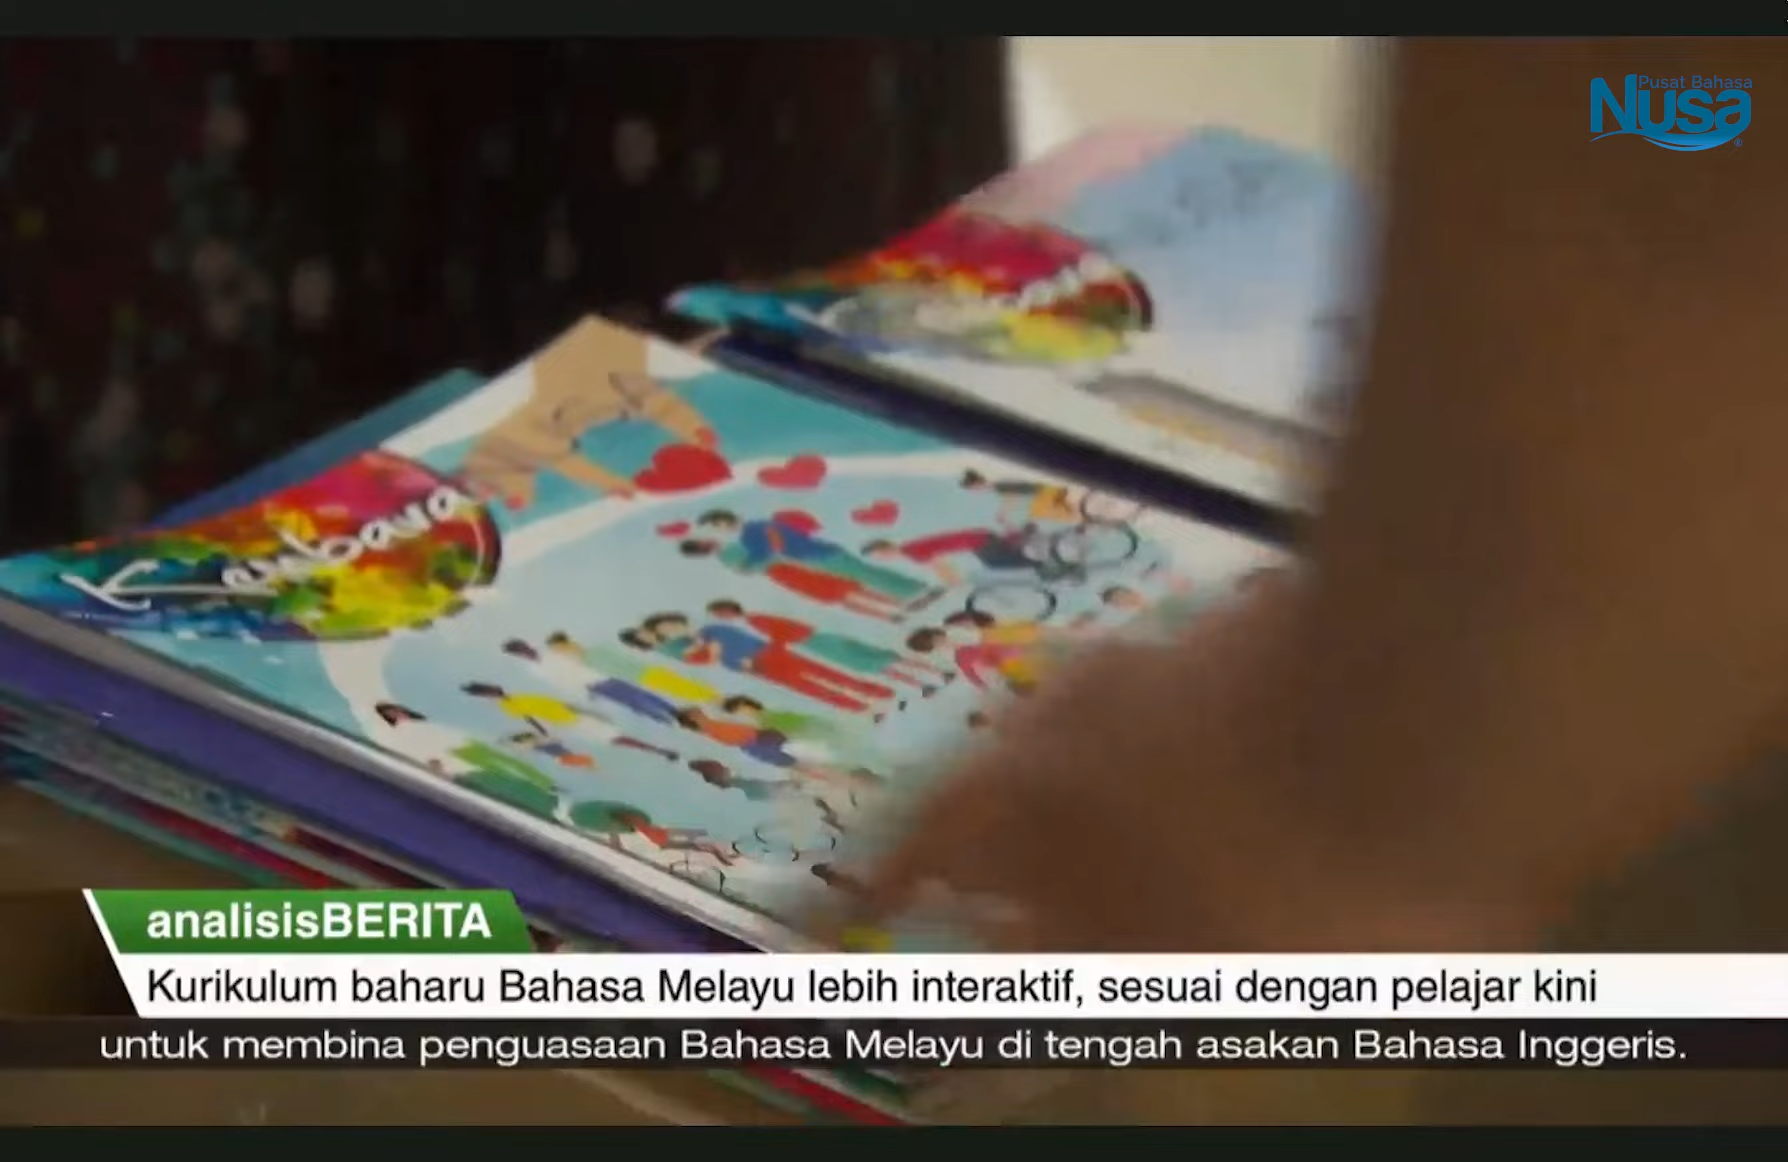 Pusat Bahasa
Nusa
Kembara
analisisBERITA
Kurikulum baharu Bahasa Melayu lebih interaktif, sesuai dengan pelajar kini
untuk membina penguasaan Bahasa Melayu di tengah asakan Bahasa Inggeris.